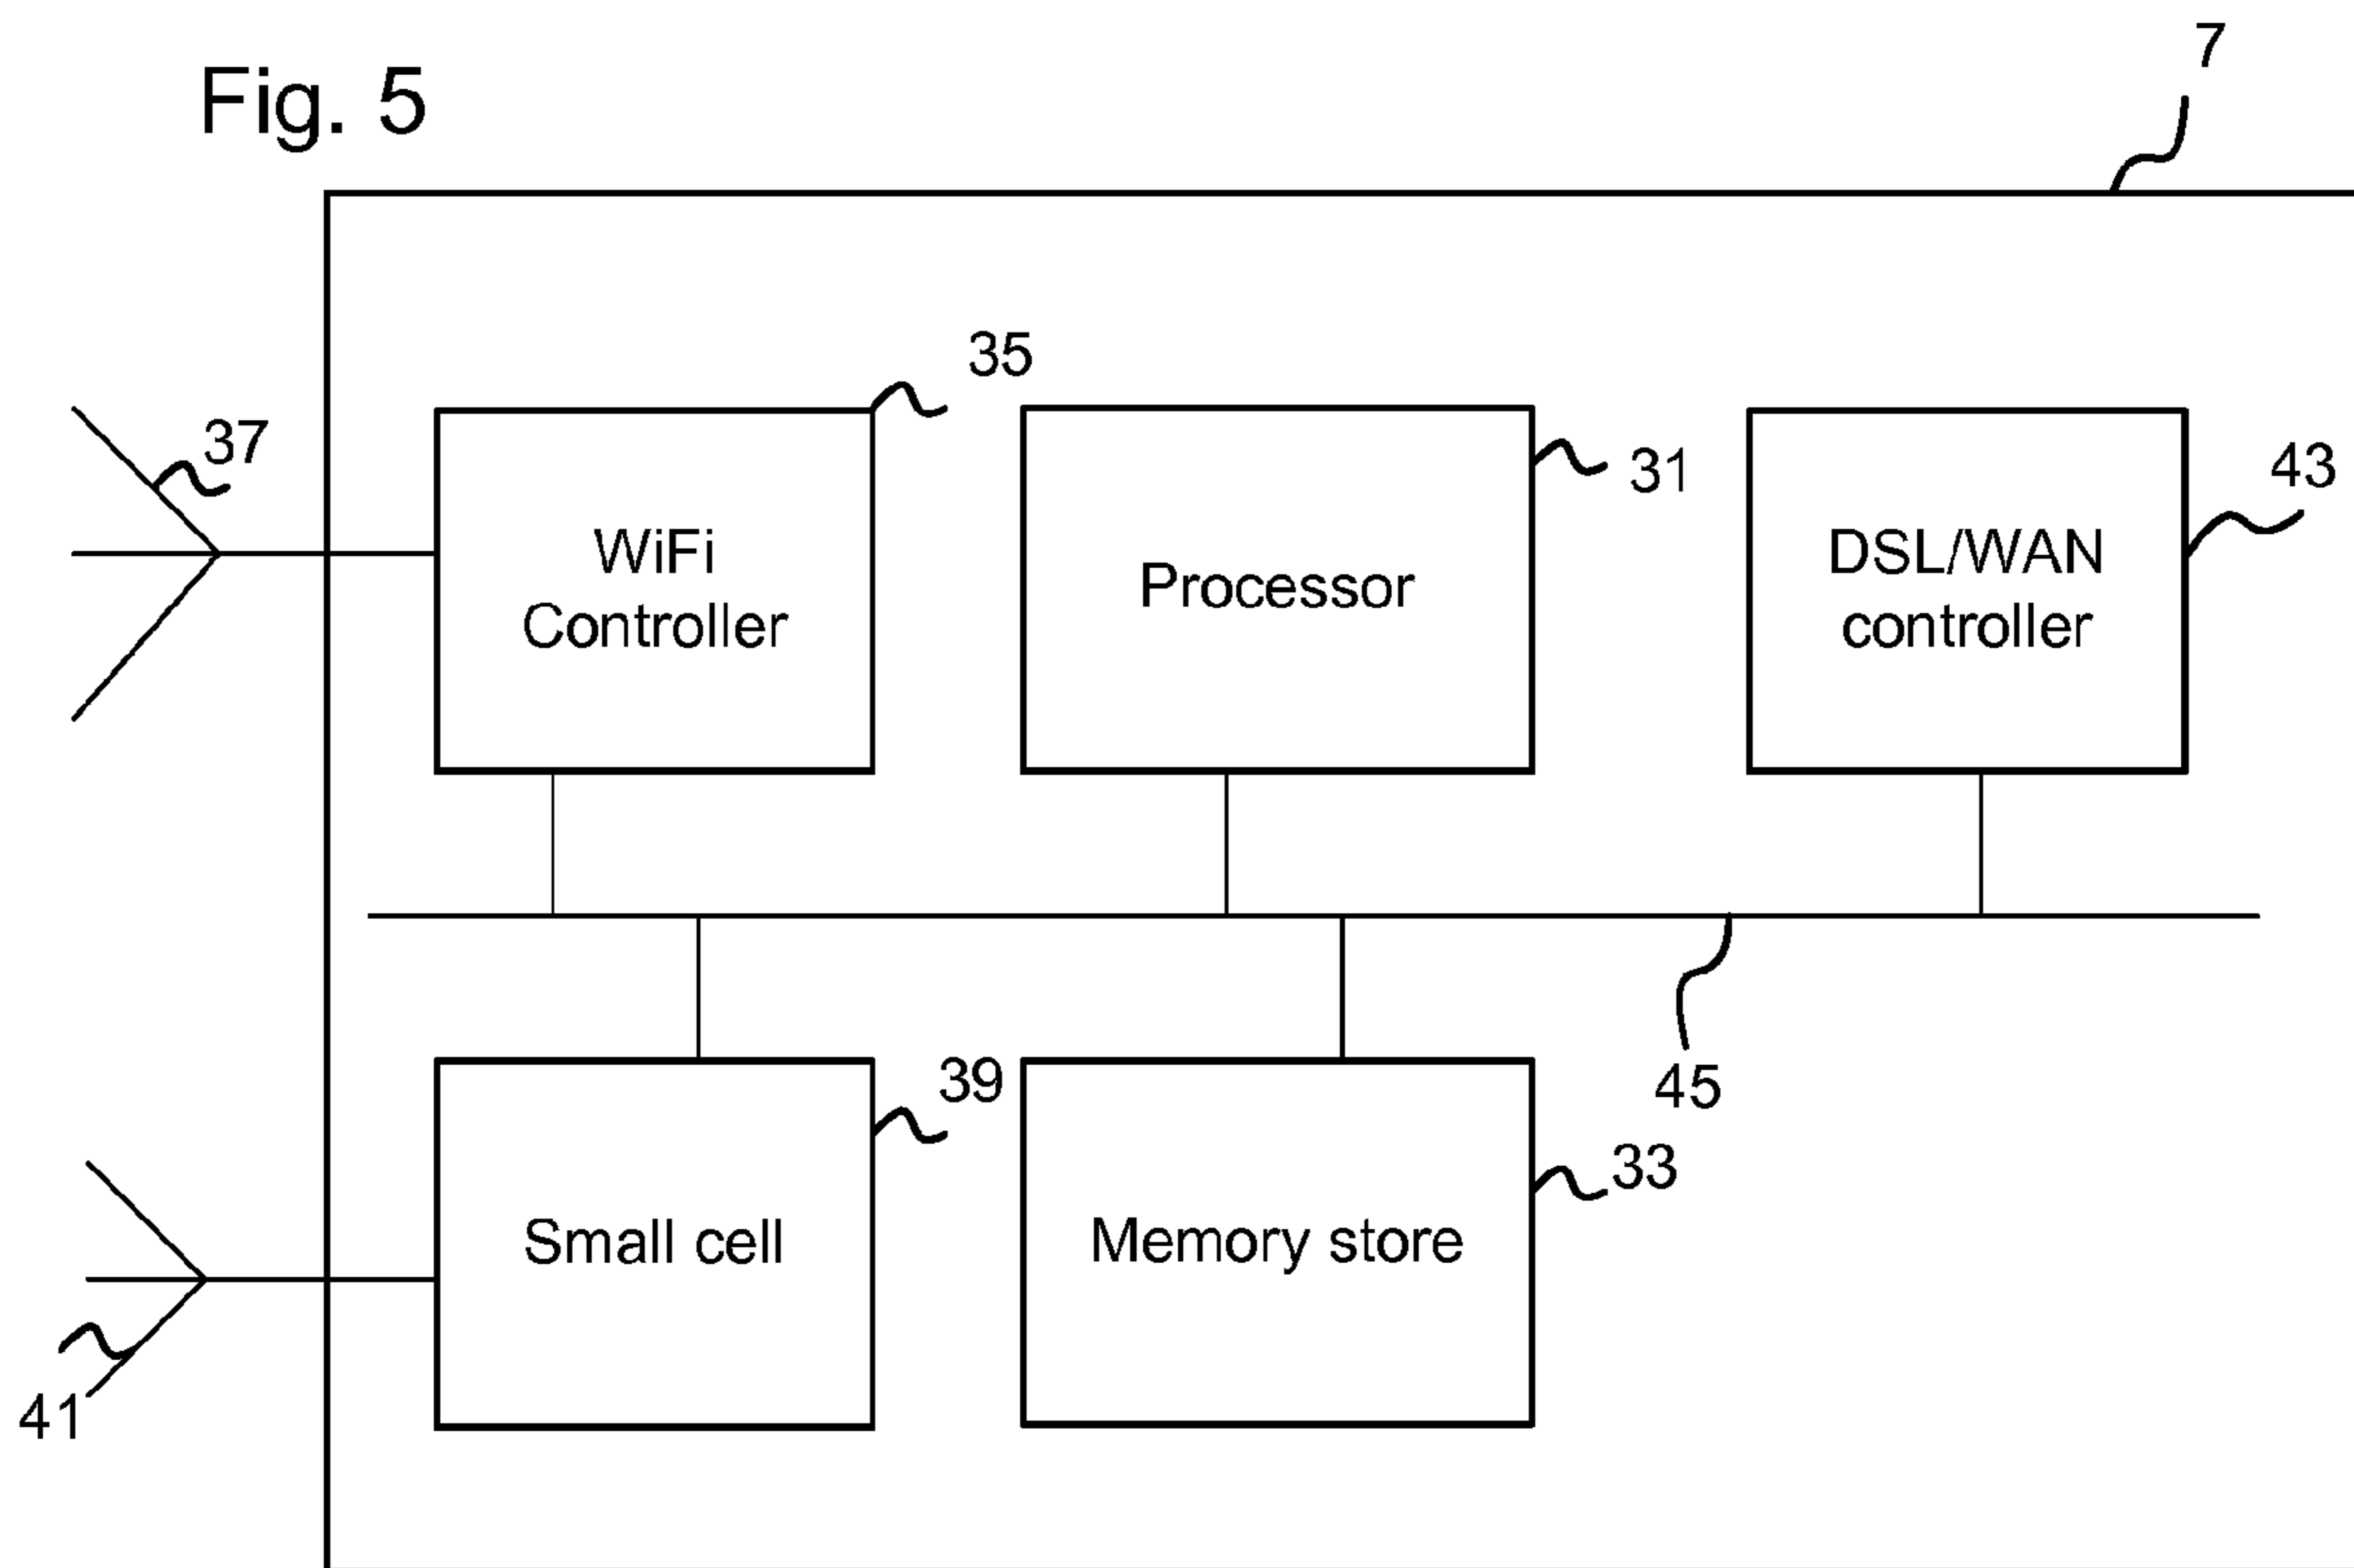 Fig. 5
7
35
37
31
43
WiFi
Controller
Processor
DSL/WAN
controller
39
45
33
Small cell
Memory store
41